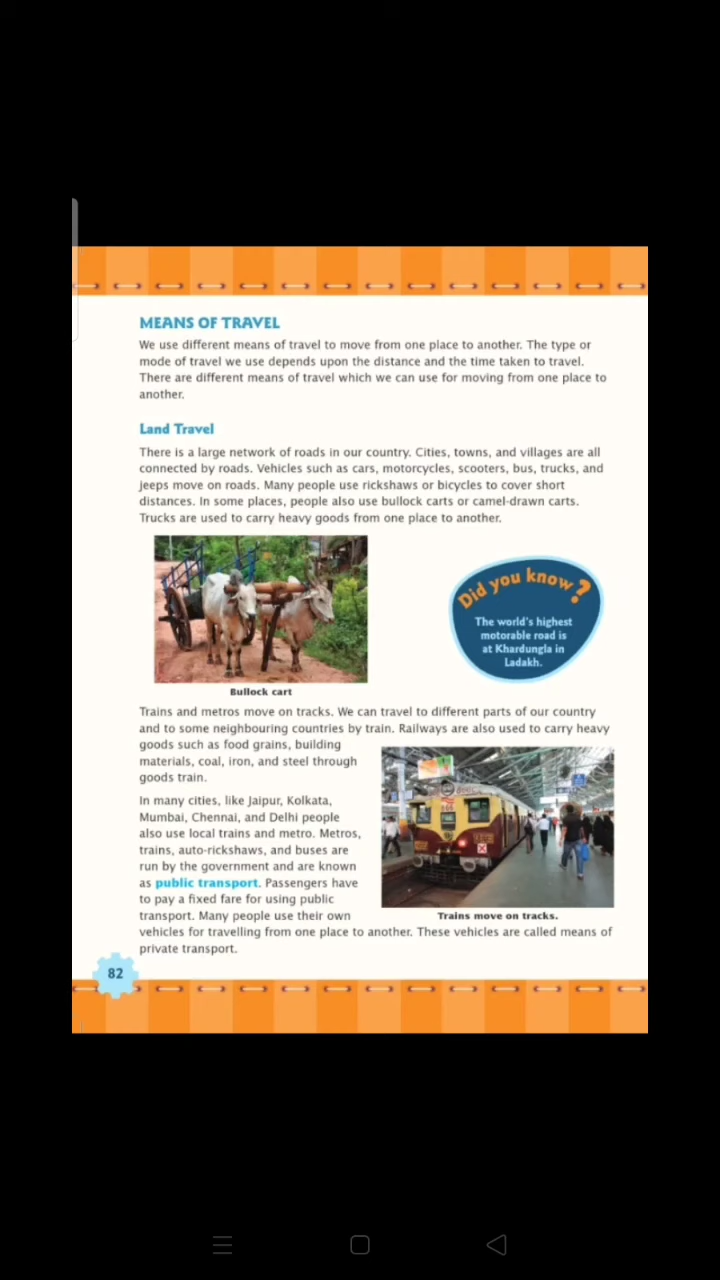 MEANS OF TRAVEL
We use different means of travel to move from one place to another. The type or
mode of travel we use depends upon the distance and the time taken to travel.
There are different means of travel which we can use for moving from one place to
another.
Land Travel
There is a large network of roads in our country. Cities, towns, and villages are all
connected by roads. Vehicles such as cars, motorcycles, scooters, bus, trucks, and
jeeps move on roads. Many people use rickshaws or bicycles to cover short
distances. In some places, people also use bullock carts or camel-drawn carts.
Trucks are used to carry heavy goods from one place to another.
Bullock cart
Did you know?
The world's highest
motorable road is
at Khardungla in
Ladakh.
Trains and metros move on tracks. We can travel to different parts of our country
and to some neighbouring countries by train. Railways are also used to carry heavy
goods such as food grains, building
materials, coal, iron, and steel through
goods train.
In many cities, like Jaipur, Kolkata,
Mumbai, Chennai, and Delhi people
also use local trains and metro. Metros,
trains, auto-rickshaws, and buses are
run by the government and are known
as public transport. Passengers have
to pay a fixed fare for using public
transport. Many people use their own
vehicles for travelling from one place to another. These vehicles are called means of
private transport.
Trains move on tracks.
82